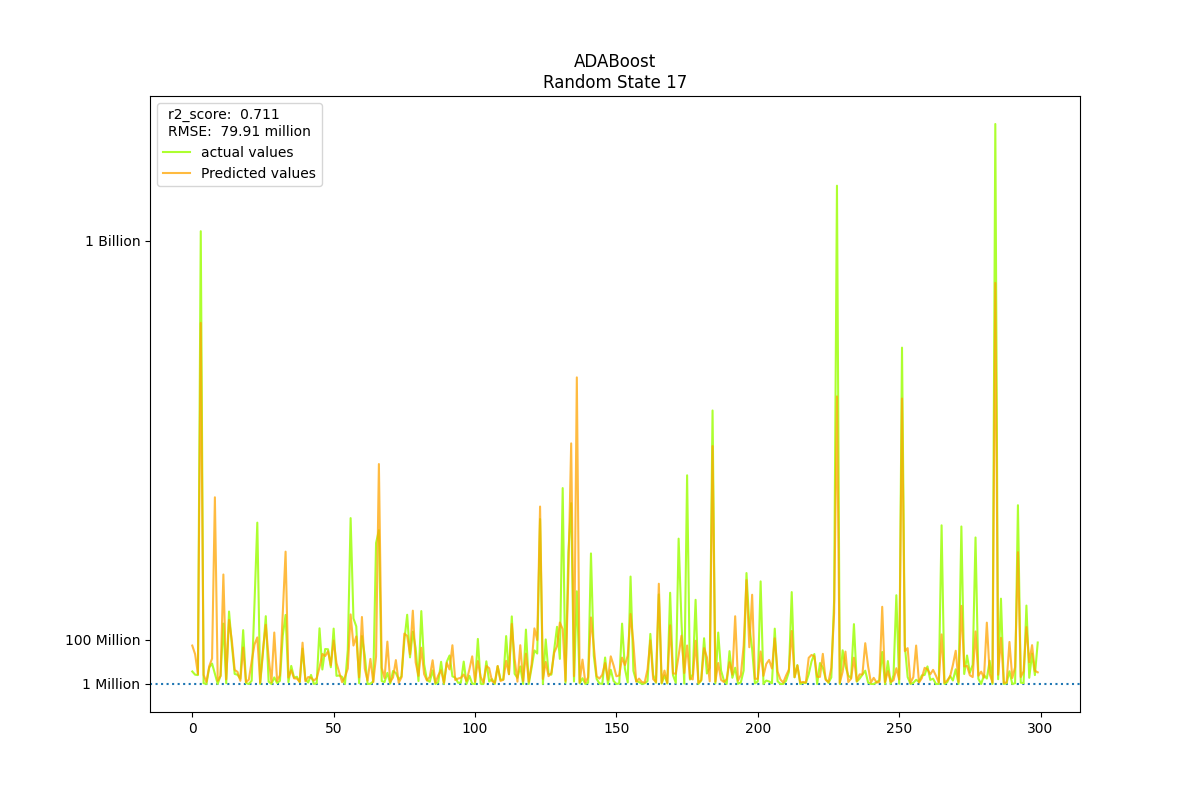 ADABoost
Random State 17
r2_score:  0.711
RMSE:  79.91 million
actual values
Predicted values
1 Billion
100 Million
1 Million
0
50
100
150
200
250
300